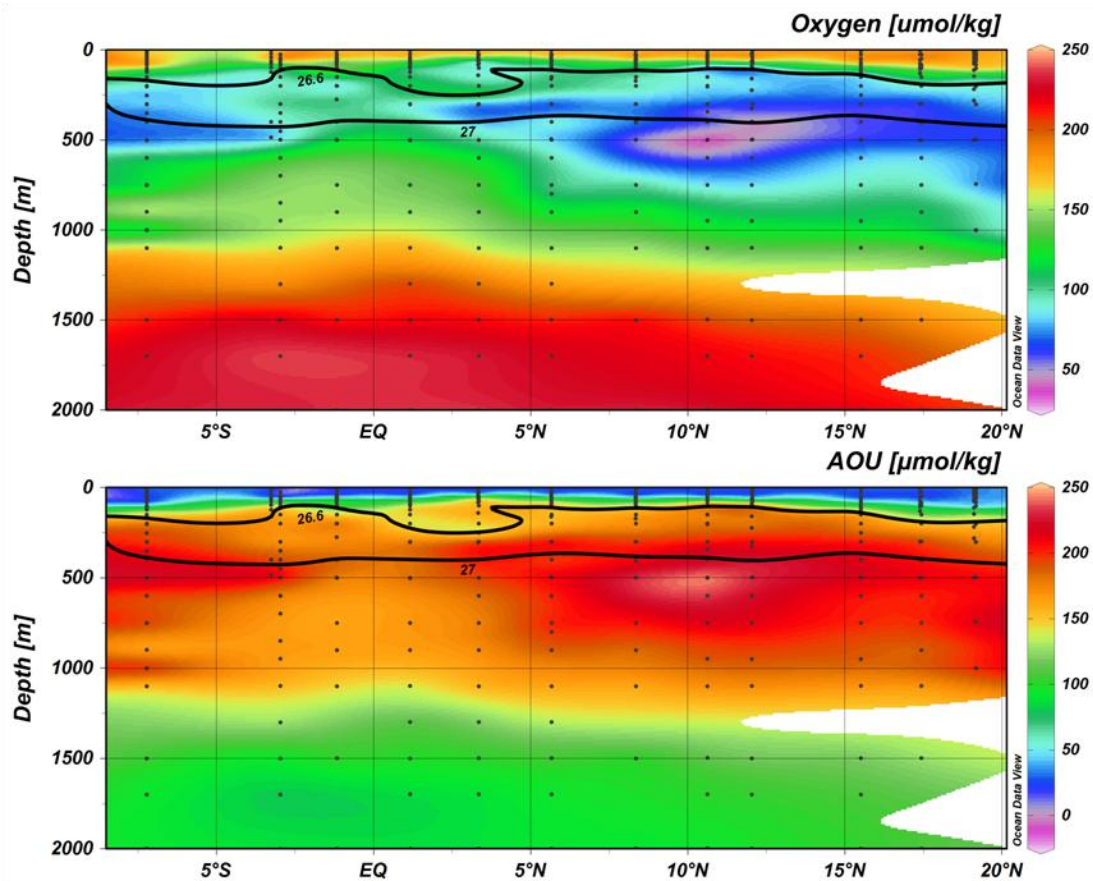 Oxygen [umol/kg]
0
500
1000
1500
2000
Depth [m]
26.6
27
5°S
EQ
5°N
10°N
15°N
20°N
Ocean Data View
250
200
150
100
50
AOU [µmol/kg]
0
500
1000
1500
2000
Depth [m]
26.6
27
5°S
EQ
5°N
10°N
15°N
20°N
Ocean Data View
250
200
150
100
50
0